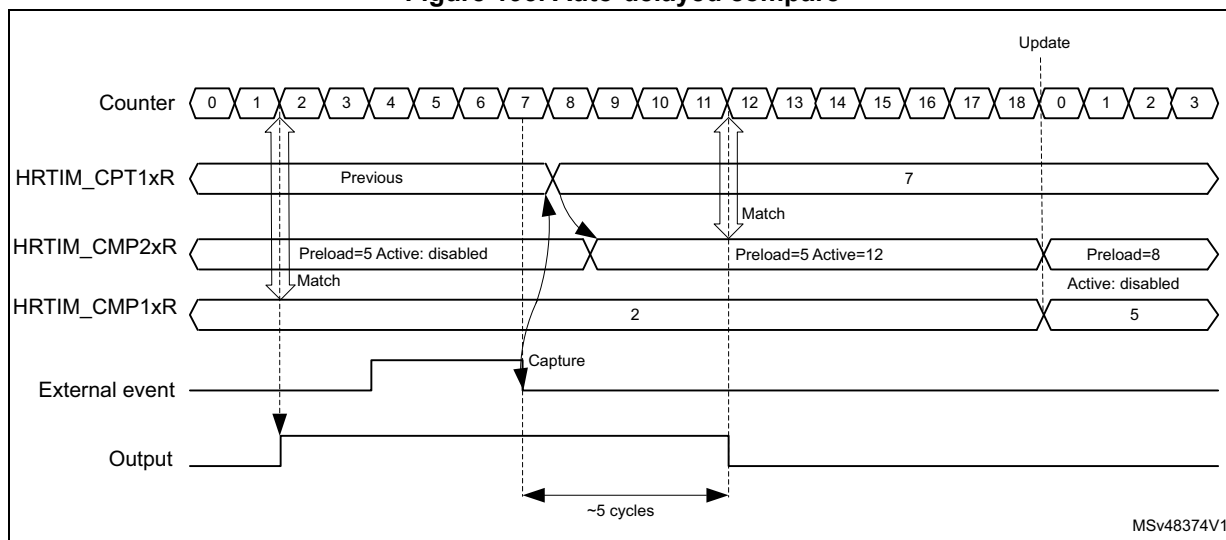 Update
Counter 0 1 2 3 4 5 6 7 8 9 10 11 12 13 14 15 16 17 18 0 1 2 3
HRTIM_CPT1xR Previous 7
Match
HRTIM_CMP2xR Preload=5 Active: disabled Preload=5 Active=12 Preload=8
Match Active: disabled
HRTIM_CMP1xR 2 5
Capture
External event
Output
~5 cycles
MSv48374V1